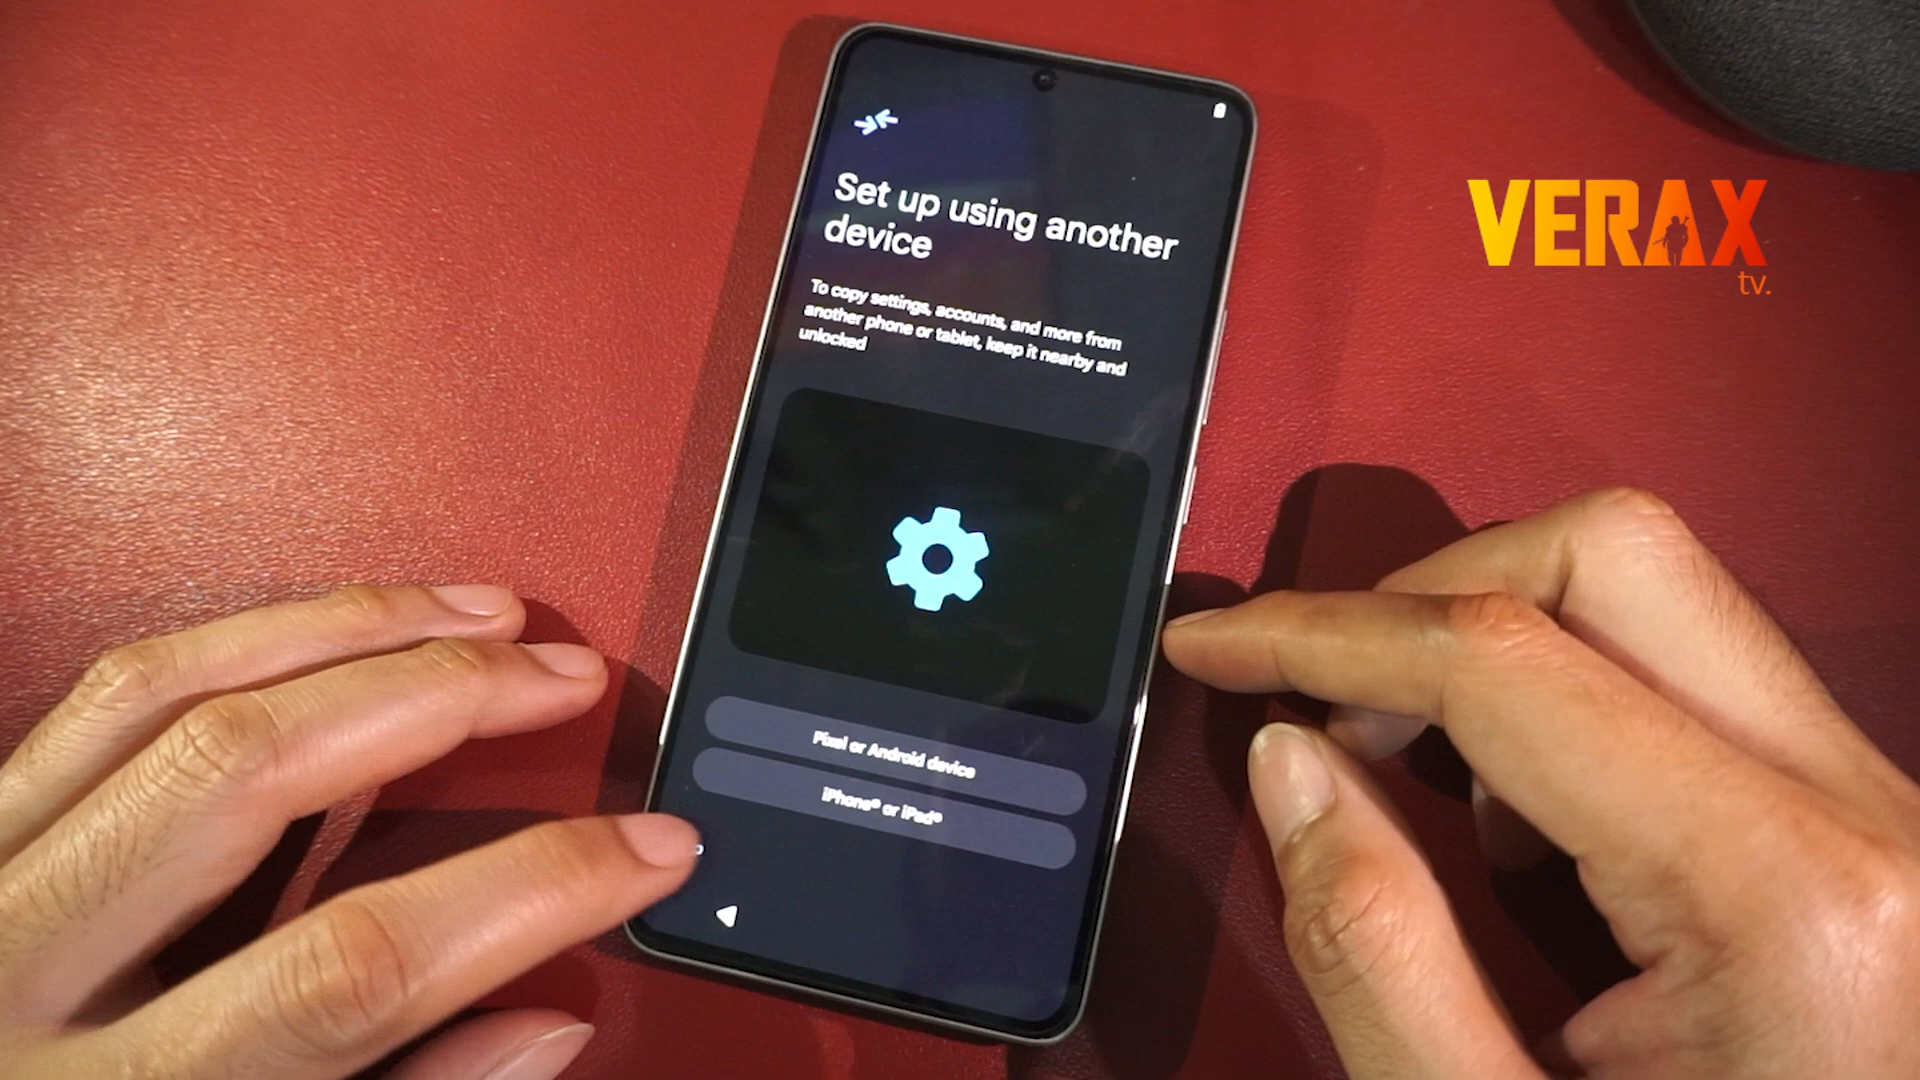 Set up using another
device
To copy settings, accounts, and more from
another phone or tablet, keep it nearby and
unlocked
Pixel or Android device
iPhone® or iPad®
VERAX
tv.